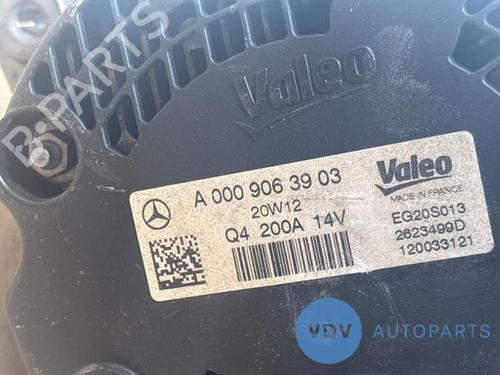 B-PARTS
Valeo
A 000 906 39 03
20W12
Q4 200A 14V
Valeo
MADE IN FRANCE
EG20S013
2623499D
120033121
VDV AUTOPARTS